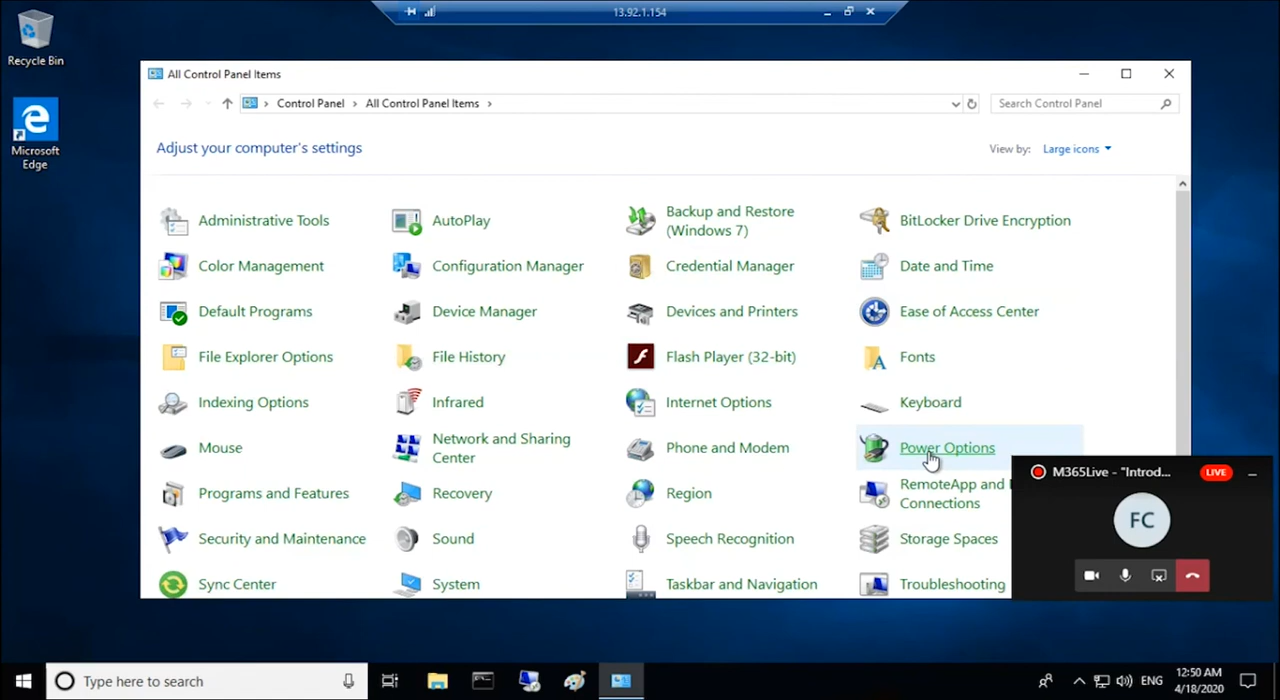 13.92.1.154
Recycle Bin
Microsoft
Edge
All Control Panel Items
Control Panel
All Control Panel Items
Search Control Panel
Adjust your computer's settings
View by: Large icons
Administrative Tools
AutoPlay
Backup and Restore
(Windows 7)
BitLocker Drive Encryption
Color Management
Configuration Manager
Credential Manager
Date and Time
Default Programs
Device Manager
Devices and Printers
Ease of Access Center
File Explorer Options
File History
Flash Player (32-bit)
Fonts
Indexing Options
Infrared
Internet Options
Keyboard
Mouse
Network and Sharing
Center
Phone and Modem
Power Options
Programs and Features
Recovery
Region
RemoteApp and
Connections
Security and Maintenance
Sound
Speech Recognition
Storage Spaces
Sync Center
System
Taskbar and Navigation
Troubleshooting
M365Live - "Introd...
LIVE
FC
Type here to search
ENG
12:50 AM
4/18/2020